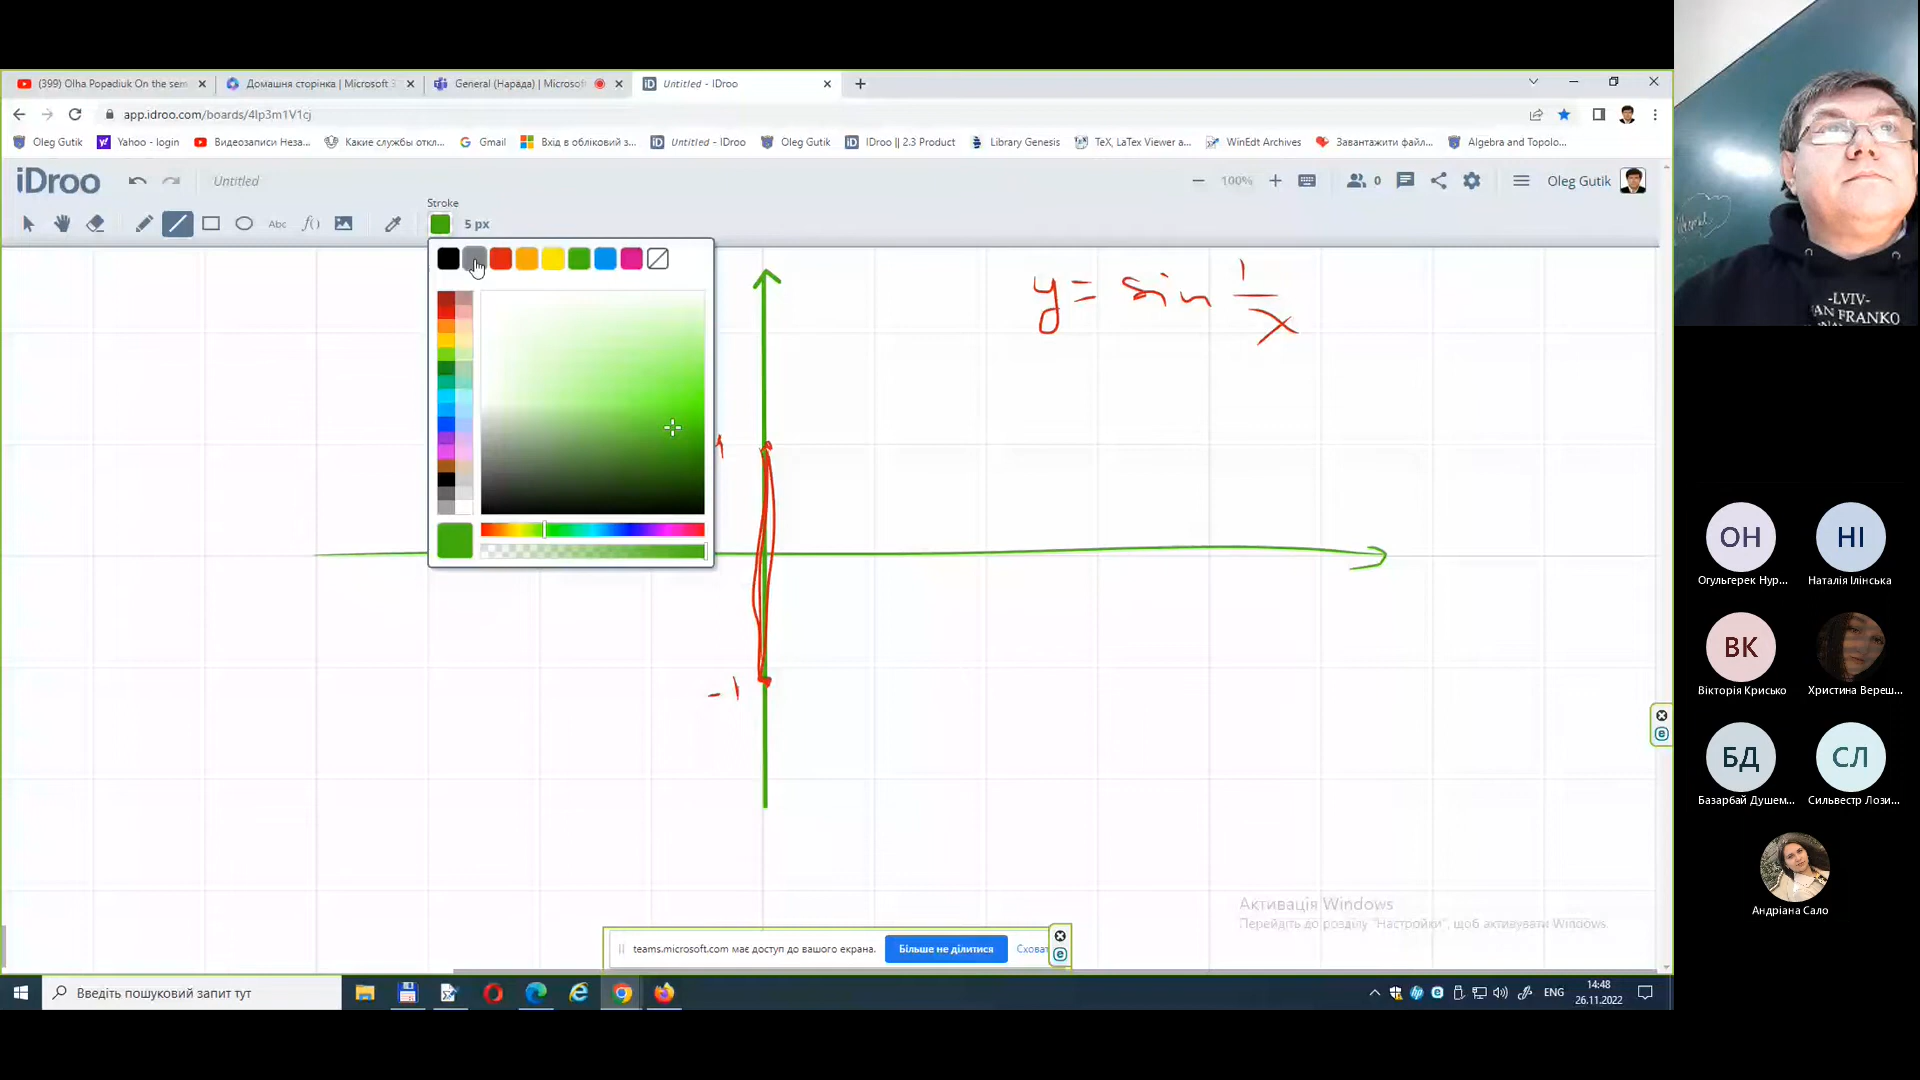 (399) Olha Popadiuk On the sem
Домашня сторінка | Microsoft 3
General (Нарада) | Microsof
Untitled - IDroo
app.idroo.com/boards/4Ip3m1V1cj
Oleg Gutik
Yahoo - login
Видеозаписи Неза...
Какие службы откл...
Gmail
Вхід в обліковий з...
Untitled - IDroo
Oleg Gutik
IDroo || 2.3 Product
Library Genesis
TeX, LaTex Viewer a...
WinEdt Archives
Завантажити файл...
Algebra and Topolo...
iDroo
Untitled
100%
0
Oleg Gutik
Stroke
Abc
f()
5 px
y = sin 1/x
1
-1
-LVIV-
AN FRANKO
ОН
Огульгерек Нур...
НІ
Наталія Ілінська
ВК
Вікторія Крисько
Христина Вереш...
БД
Базарбай Душем...
СЛ
Сильвестр Лози...
Андріана Сало
Активація Windows
Перейдіть до розділу "Настройки", щоб активувати Windows.
teams.microsoft.com має доступ до вашого екрана.
Більше не ділитися
Введіть пошуковий запит тут
ENG
14:48
26.11.2022